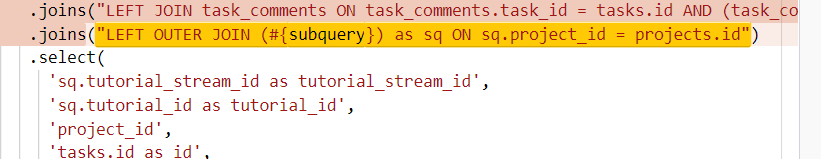 .joins("LEFT JOIN task_comments ON task_comments.task_id = tasks.id AND (task_co
.joins("LEFT OUTER JOIN (#{subquery}) as sq ON sq.project_id = projects.id")
.select(
'sq.tutorial_stream_id as tutorial_stream_id',
'sq.tutorial_id as tutorial_id',
'project_id',
'tasks.id as id',